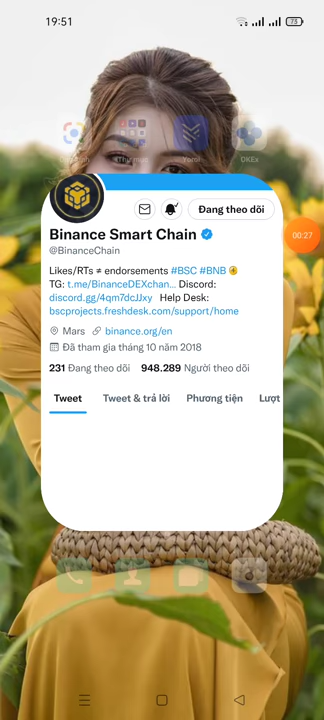 19:51
73
DKEx
00:27
Đang theo dõi
Binance Smart Chain
@BinanceChain
Likes/RTs ≠ endorsements #BSC #BNB
TG: t.me/BinanceDEXchan... Discord:
discord.gg/4qm7dcJJxy Help Desk:
bscprojects.freshdesk.com/support/home
Mars binance.org/en
Đã tham gia tháng 10 năm 2018
231 Đang theo dõi 948.289 Người theo dõi
Tweet Tweet & trả lời Phương tiện Lượt